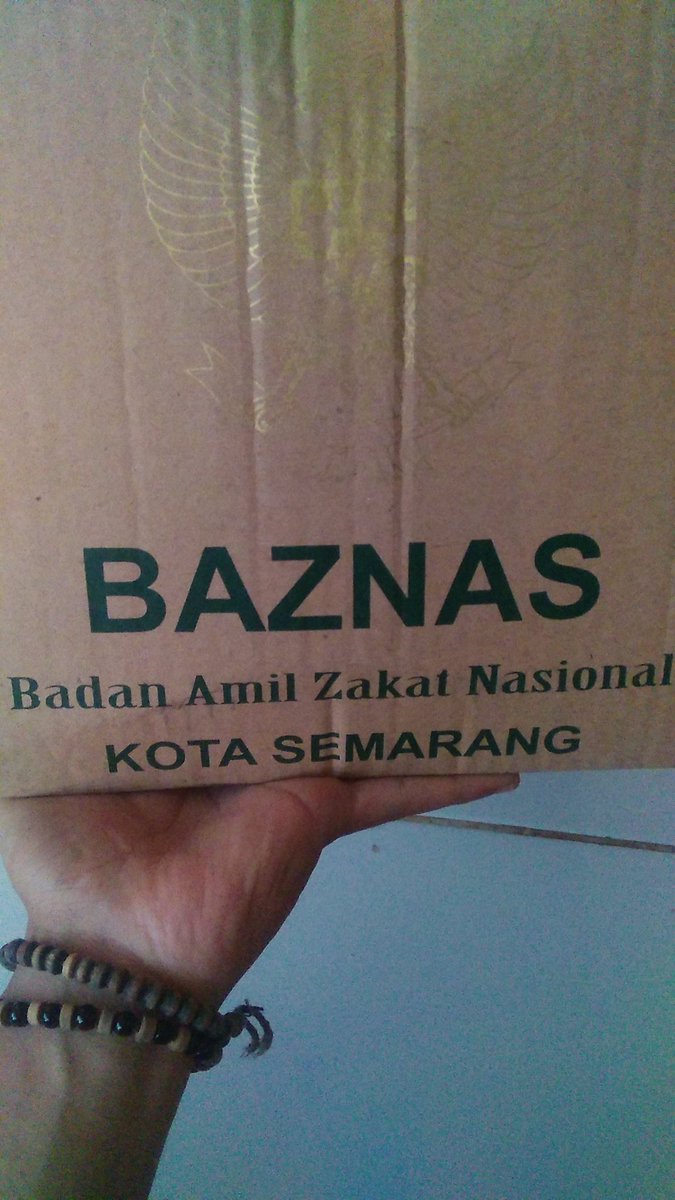 BAZNAS
Badan Amil Zakat Nasional
KOTA SEMARANG